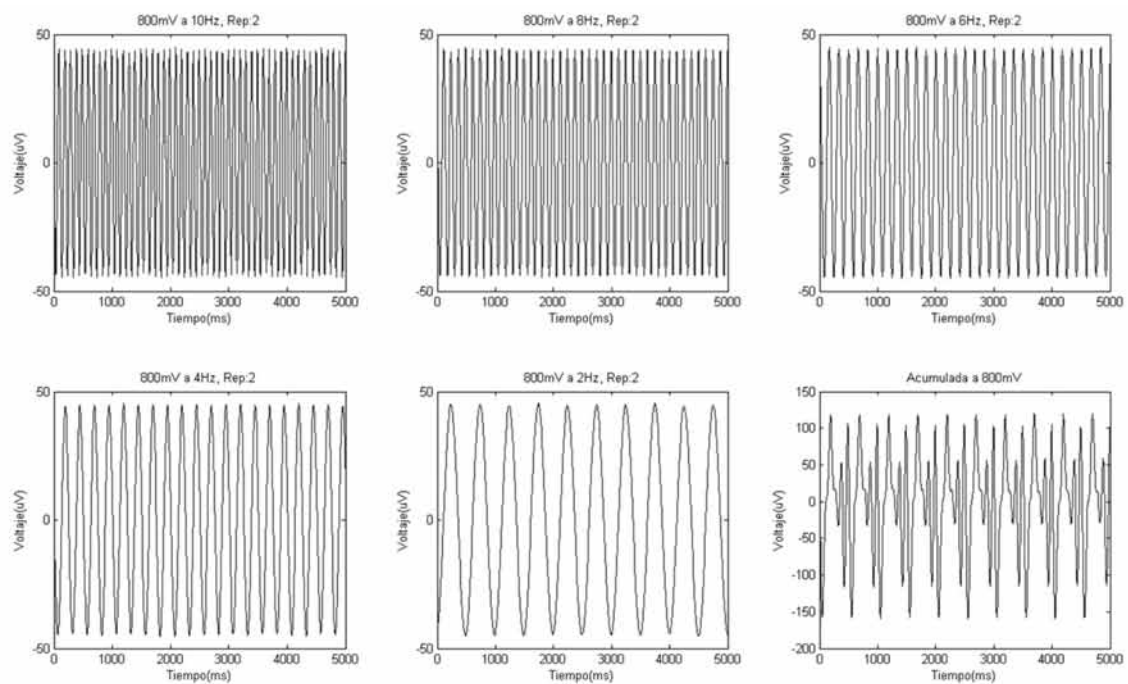 800mV a 10Hz, Rep:2
50
0
-50
Voltaje(uV)
0 1000 2000 3000 4000 5000
Tiempo(ms)
800mV a 8Hz, Rep:2
50
0
-50
Voltaje(uV)
0 1000 2000 3000 4000 5000
Tiempo(ms)
800mV a 6Hz, Rep:2
50
0
-50
Voltaje(uV)
0 1000 2000 3000 4000 5000
Tiempo(ms)
800mV a 4Hz, Rep:2
50
0
-50
Voltaje(uV)
0 1000 2000 3000 4000 5000
Tiempo(ms)
800mV a 2Hz, Rep:2
50
0
-50
Voltaje(uV)
0 1000 2000 3000 4000 5000
Tiempo(ms)
Acumulada a 800mV
150
100
50
0
-50
-100
-150
-200
Voltaje(uV)
0 1000 2000 3000 4000 5000
Tiempo(ms)